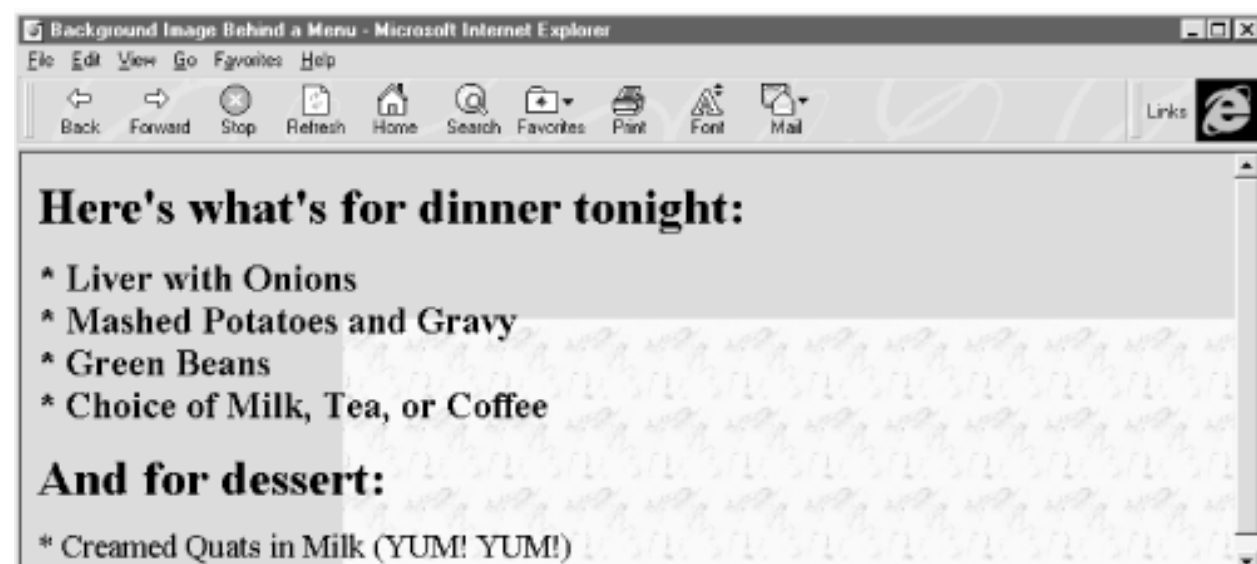 Background Image Behind a Menu - Microsoft Internet Explorer
File Edit View Go Favorites Help
Back Forward Stop Refresh Home Search Favorites Print Font Mail Links
Here's what's for dinner tonight:
* Liver with Onions
* Mashed Potatoes and Gravy
* Green Beans
* Choice of Milk, Tea, or Coffee
And for dessert:
* Creamed Quats in Milk (YUM! YUM!)